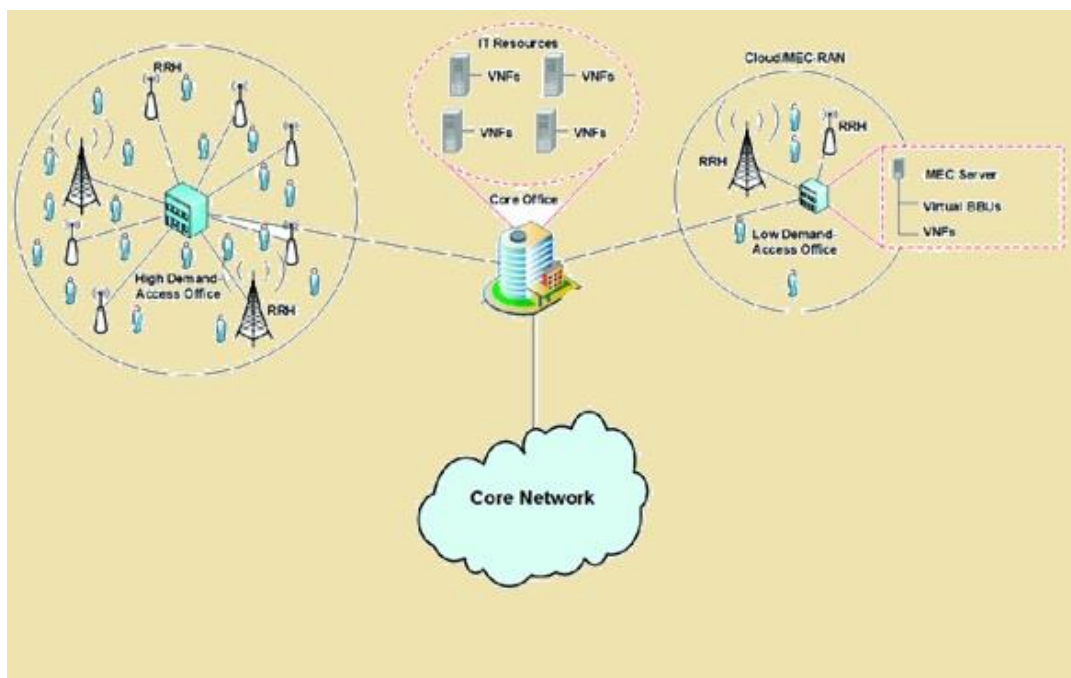 RRH
High Demand-
Access Office
RRH
IT Resources
VNFs
VNFs
VNFs
VNFs
Core Office
Cloud/MEC-RAN
RRH
RRH
Low Demand-
Access Office
MEC Server
Virtual BBUs
VNFs
Core Network